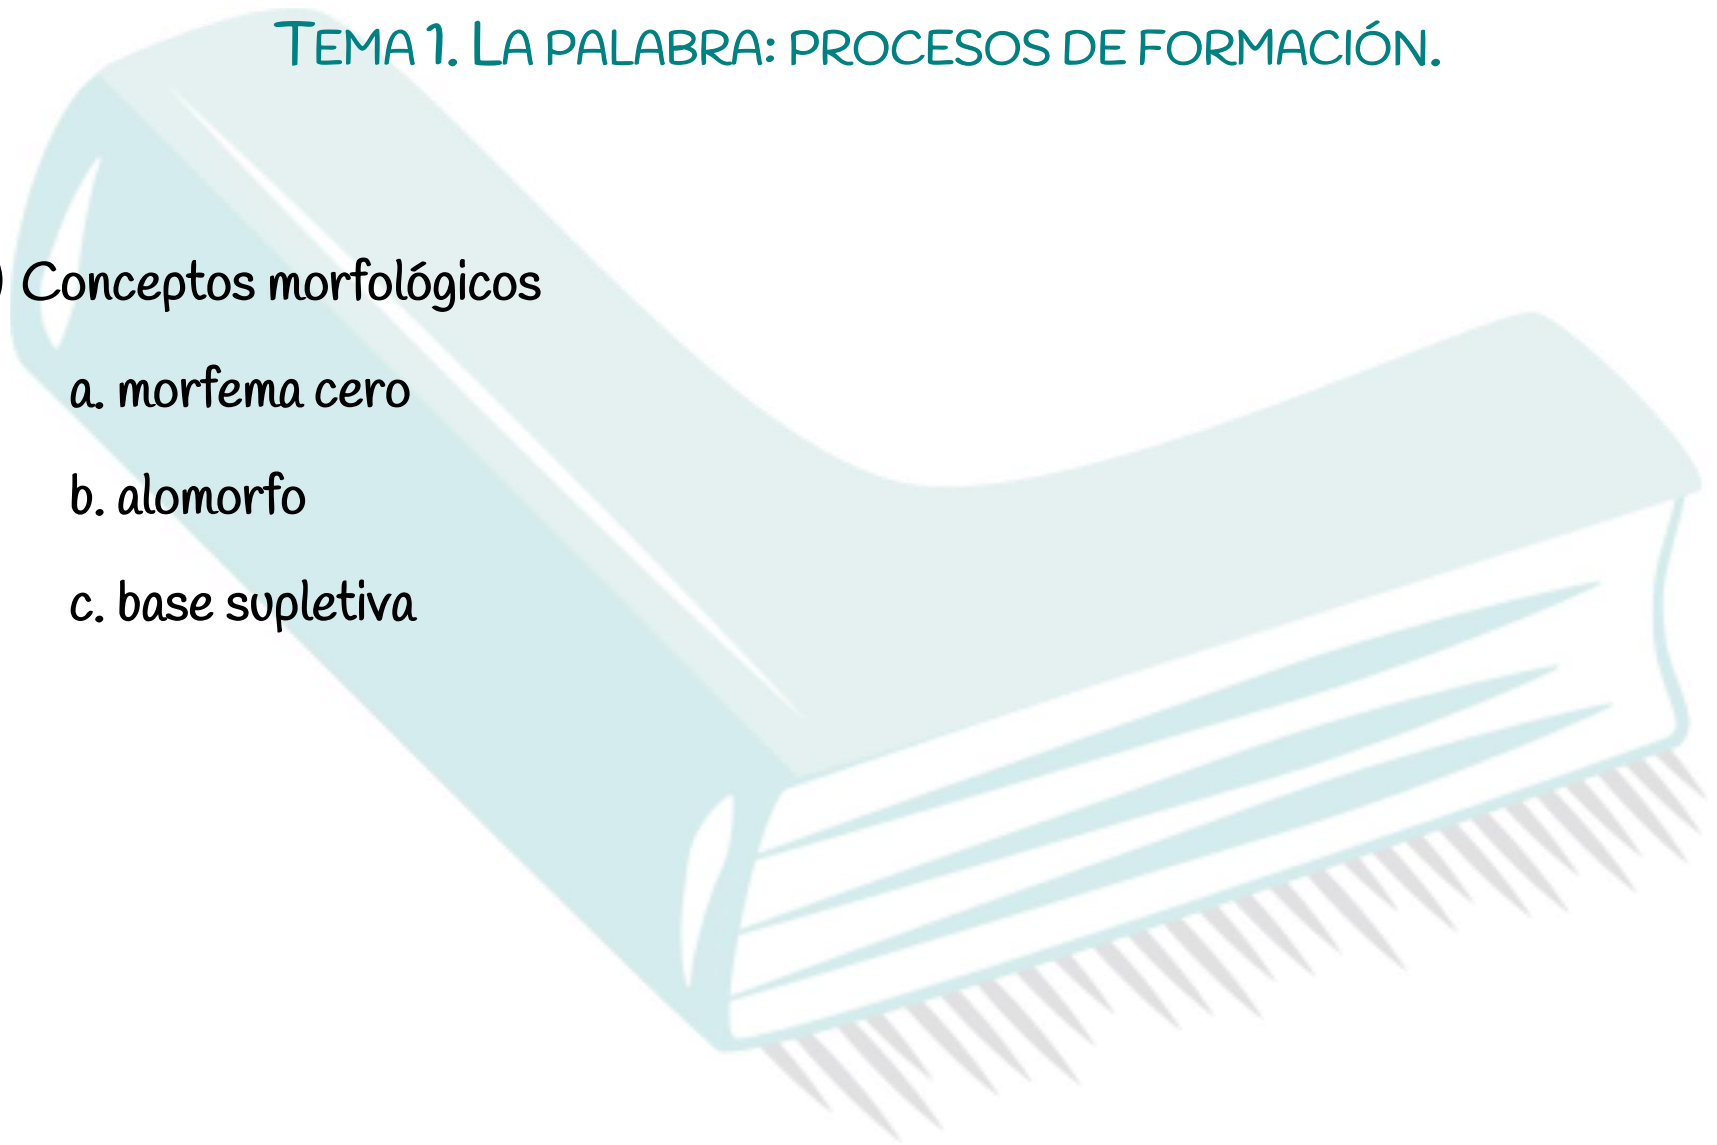 TEMA 1. LA PALABRA: PROCESOS DE FORMACIÓN.
) Conceptos morfológicos
a. morfema cero
b. alomorfo
c. base supletiva